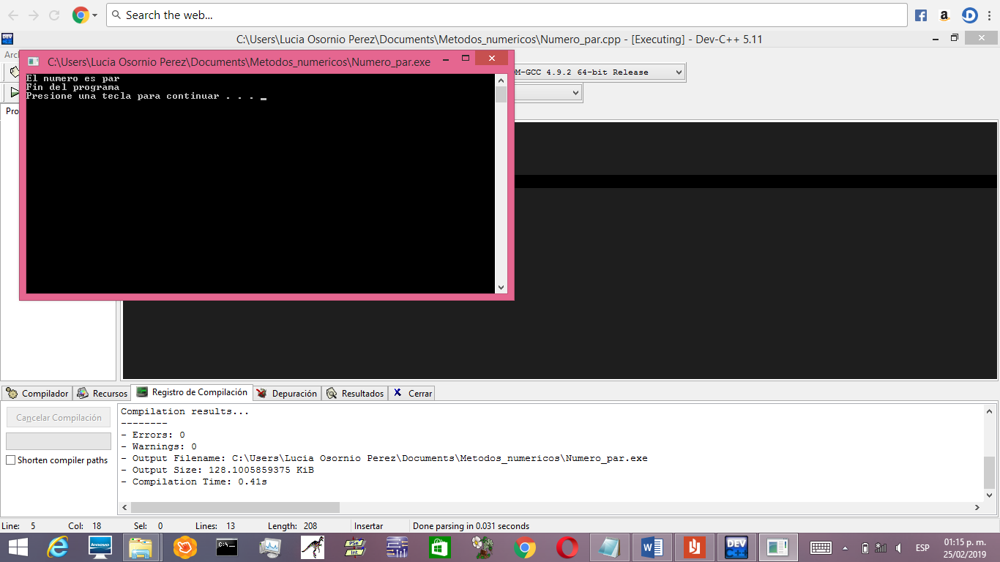 Search the web...
C:\Users\Lucia Osornio Perez\Documents\Metodos_numericos\Numero_par.cpp - [Executing] - Dev-C++ 5.11
Arc
C:\Users\Lucia Osornio Perez\Documents\Metodos_numericos\Numero_par.exe
M-GCC 4.9.2 64-bit Release
El numero es par
Fin del programa
Presione una tecla para continuar . . . _
Pro
Compilador Recursos Registro de Compilación Depuración Resultados Cerrar
Cancelar Compilación
Shorten compiler paths
Compilation results...
--------
- Errors: 0
- Warnings: 0
- Output Filename: C:\Users\Lucia Osornio Perez\Documents\Metodos_numericos\Numero_par.exe
- Output Size: 128.1005859375 KiB
- Compilation Time: 0.41s
Line: 5 Col: 18 Sel: 0 Lines: 13 Length: 208 Insertar Done parsing in 0.031 seconds
lenovo
C:\_
PSe
Int
DEV
C++
ESP
01:15 p. m.
25/02/2019